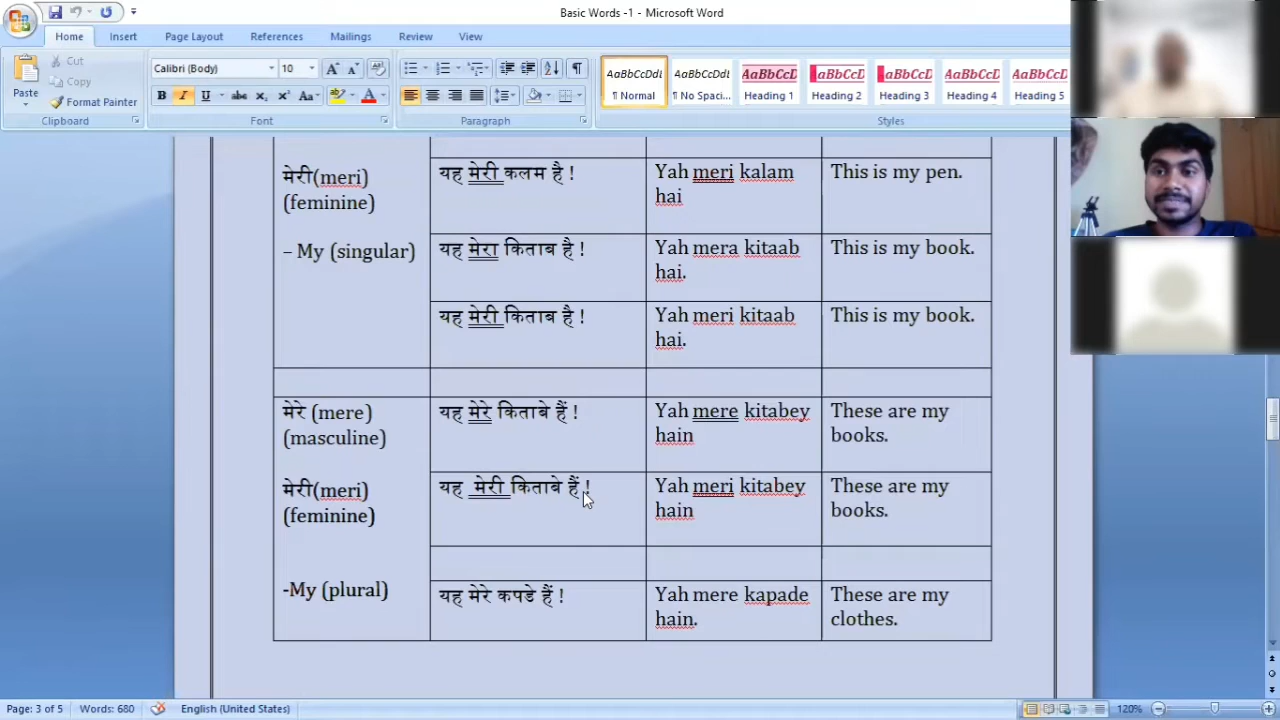 Basic Words -1 - Microsoft Word
Home Insert Page Layout References Mailings Review View
Paste
Cut
Copy
Format Painter
Clipboard
Calibri (Body) 10
Font
Paragraph
AaBbCcDdI AaBbCcDdI AaBbCcD AaBbCcD AaBbCcD AaBbCcD AaBbCcD
¶ Normal ¶ No Spaci... Heading 1 Heading 2 Heading 3 Heading 4 Heading 5
Styles
मेरी(meri)
(feminine)
– My (singular)
यह मेरी कलम है !
Yah meri kalam
hai
This is my pen.
यह मेरा किताब है !
Yah mera kitaab
hai.
This is my book.
यह मेरी किताब है !
Yah meri kitaab
hai.
This is my book.
मेरे (mere)
(masculine)
मेरी(meri)
(feminine)
-My (plural)
यह मेरे किताबे हैं !
Yah mere kitabey
hain
These are my
books.
यह मेरी किताबे हैं !
Yah meri kitabey
hain
These are my
books.
यह मेरे कपडे हैं !
Yah mere kapade
hain.
These are my
clothes.
Page: 3 of 5 Words: 680 English (United States) 120%